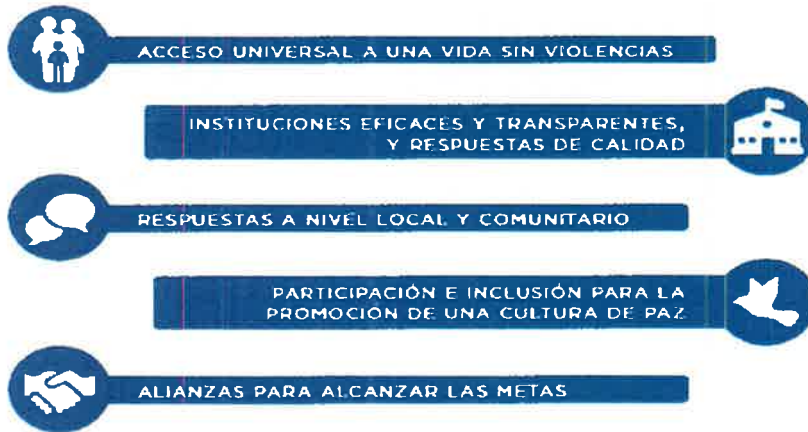 ACCESO UNIVERSAL A UNA VIDA SIN VIOLENCIAS
INSTITUCIONES EFICACES Y TRANSPARENTES,
Y RESPUESTAS DE CALIDAD
RESPUESTAS A NIVEL LOCAL Y COMUNITARIO
PARTICIPACIÓN E INCLUSIÓN PARA LA
PROMOCIÓN DE UNA CULTURA DE PAZ
ALIANZAS PARA ALCANZAR LAS METAS